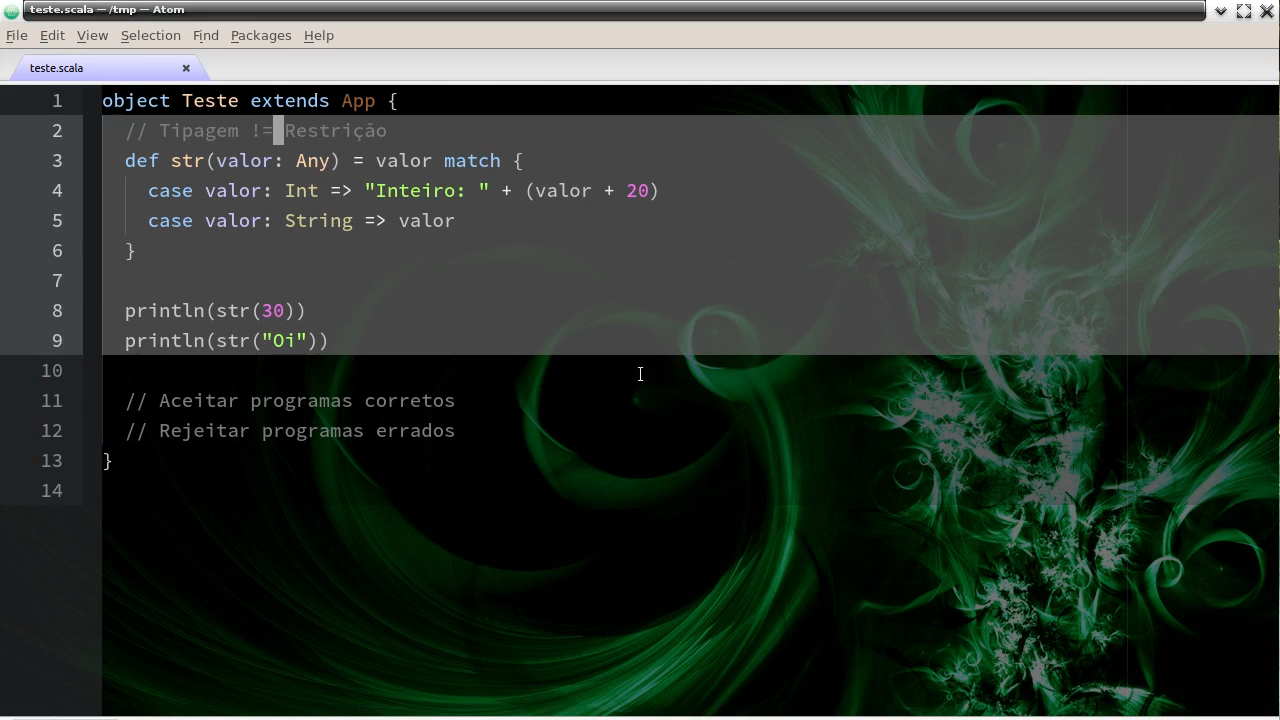 teste.scala — /tmp — Atom
File Edit View Selection Find Packages Help
teste.scala
1 object Teste extends App {
2   // Tipagem != Restrição
3   def str(valor: Any) = valor match {
4     case valor: Int => "Inteiro: " + (valor + 20)
5     case valor: String => valor
6   }
7
8   println(str(30))
9   println(str("Oi"))
10
11   // Aceitar programas corretos
12   // Rejeitar programas errados
13 }
14